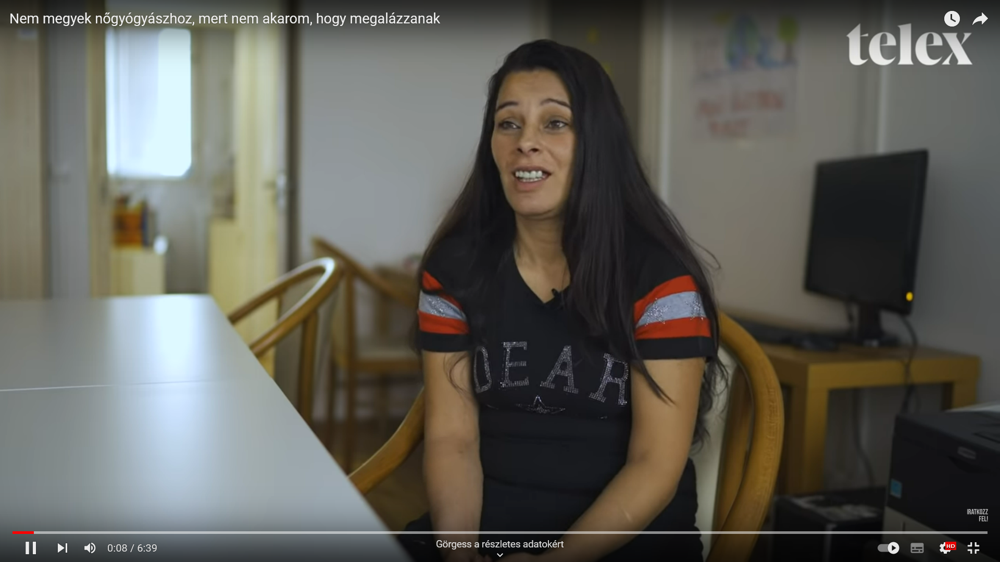 Nem megyek nőgyógyászhoz, mert nem akarom, hogy megalázzanak
telex
DEAR
IRATKOZZ
FEL!
0:08 / 6:39
Görgess a részletes adatokért
HD